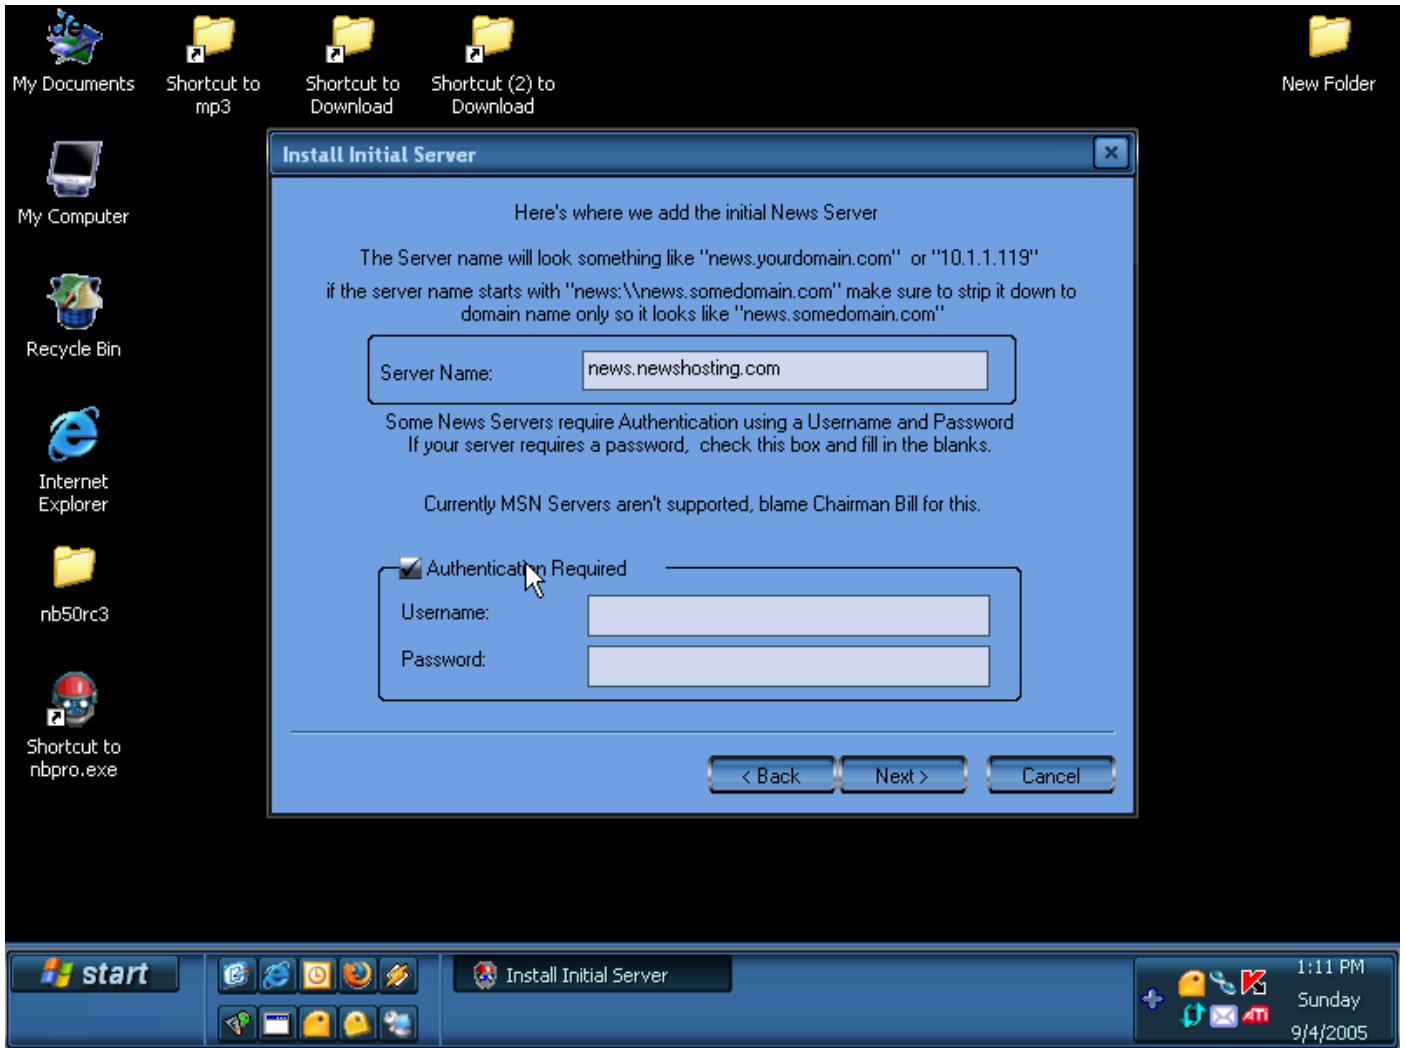 My Documents
Shortcut to
mp3
Shortcut to
Download
Shortcut (2) to
Download
New Folder
My Computer
Recycle Bin
Internet
Explorer
nb50rc3
Shortcut to
nbpro.exe
Install Initial Server
Here's where we add the initial News Server
The Server name will look something like "news.yourdomain.com" or "10.1.1.119"
if the server name starts with "news:\\news.somedomain.com" make sure to strip it down to
domain name only so it looks like "news.somedomain.com"
Server Name:
news.newshosting.com
Some News Servers require Authentication using a Username and Password
If your server requires a password, check this box and fill in the blanks.
Currently MSN Servers aren't supported, blame Chairman Bill for this.
Authentication Required
Username:
Password:
< Back
Next >
Cancel
start
Install Initial Server
ATI
1:11 PM
Sunday
9/4/2005